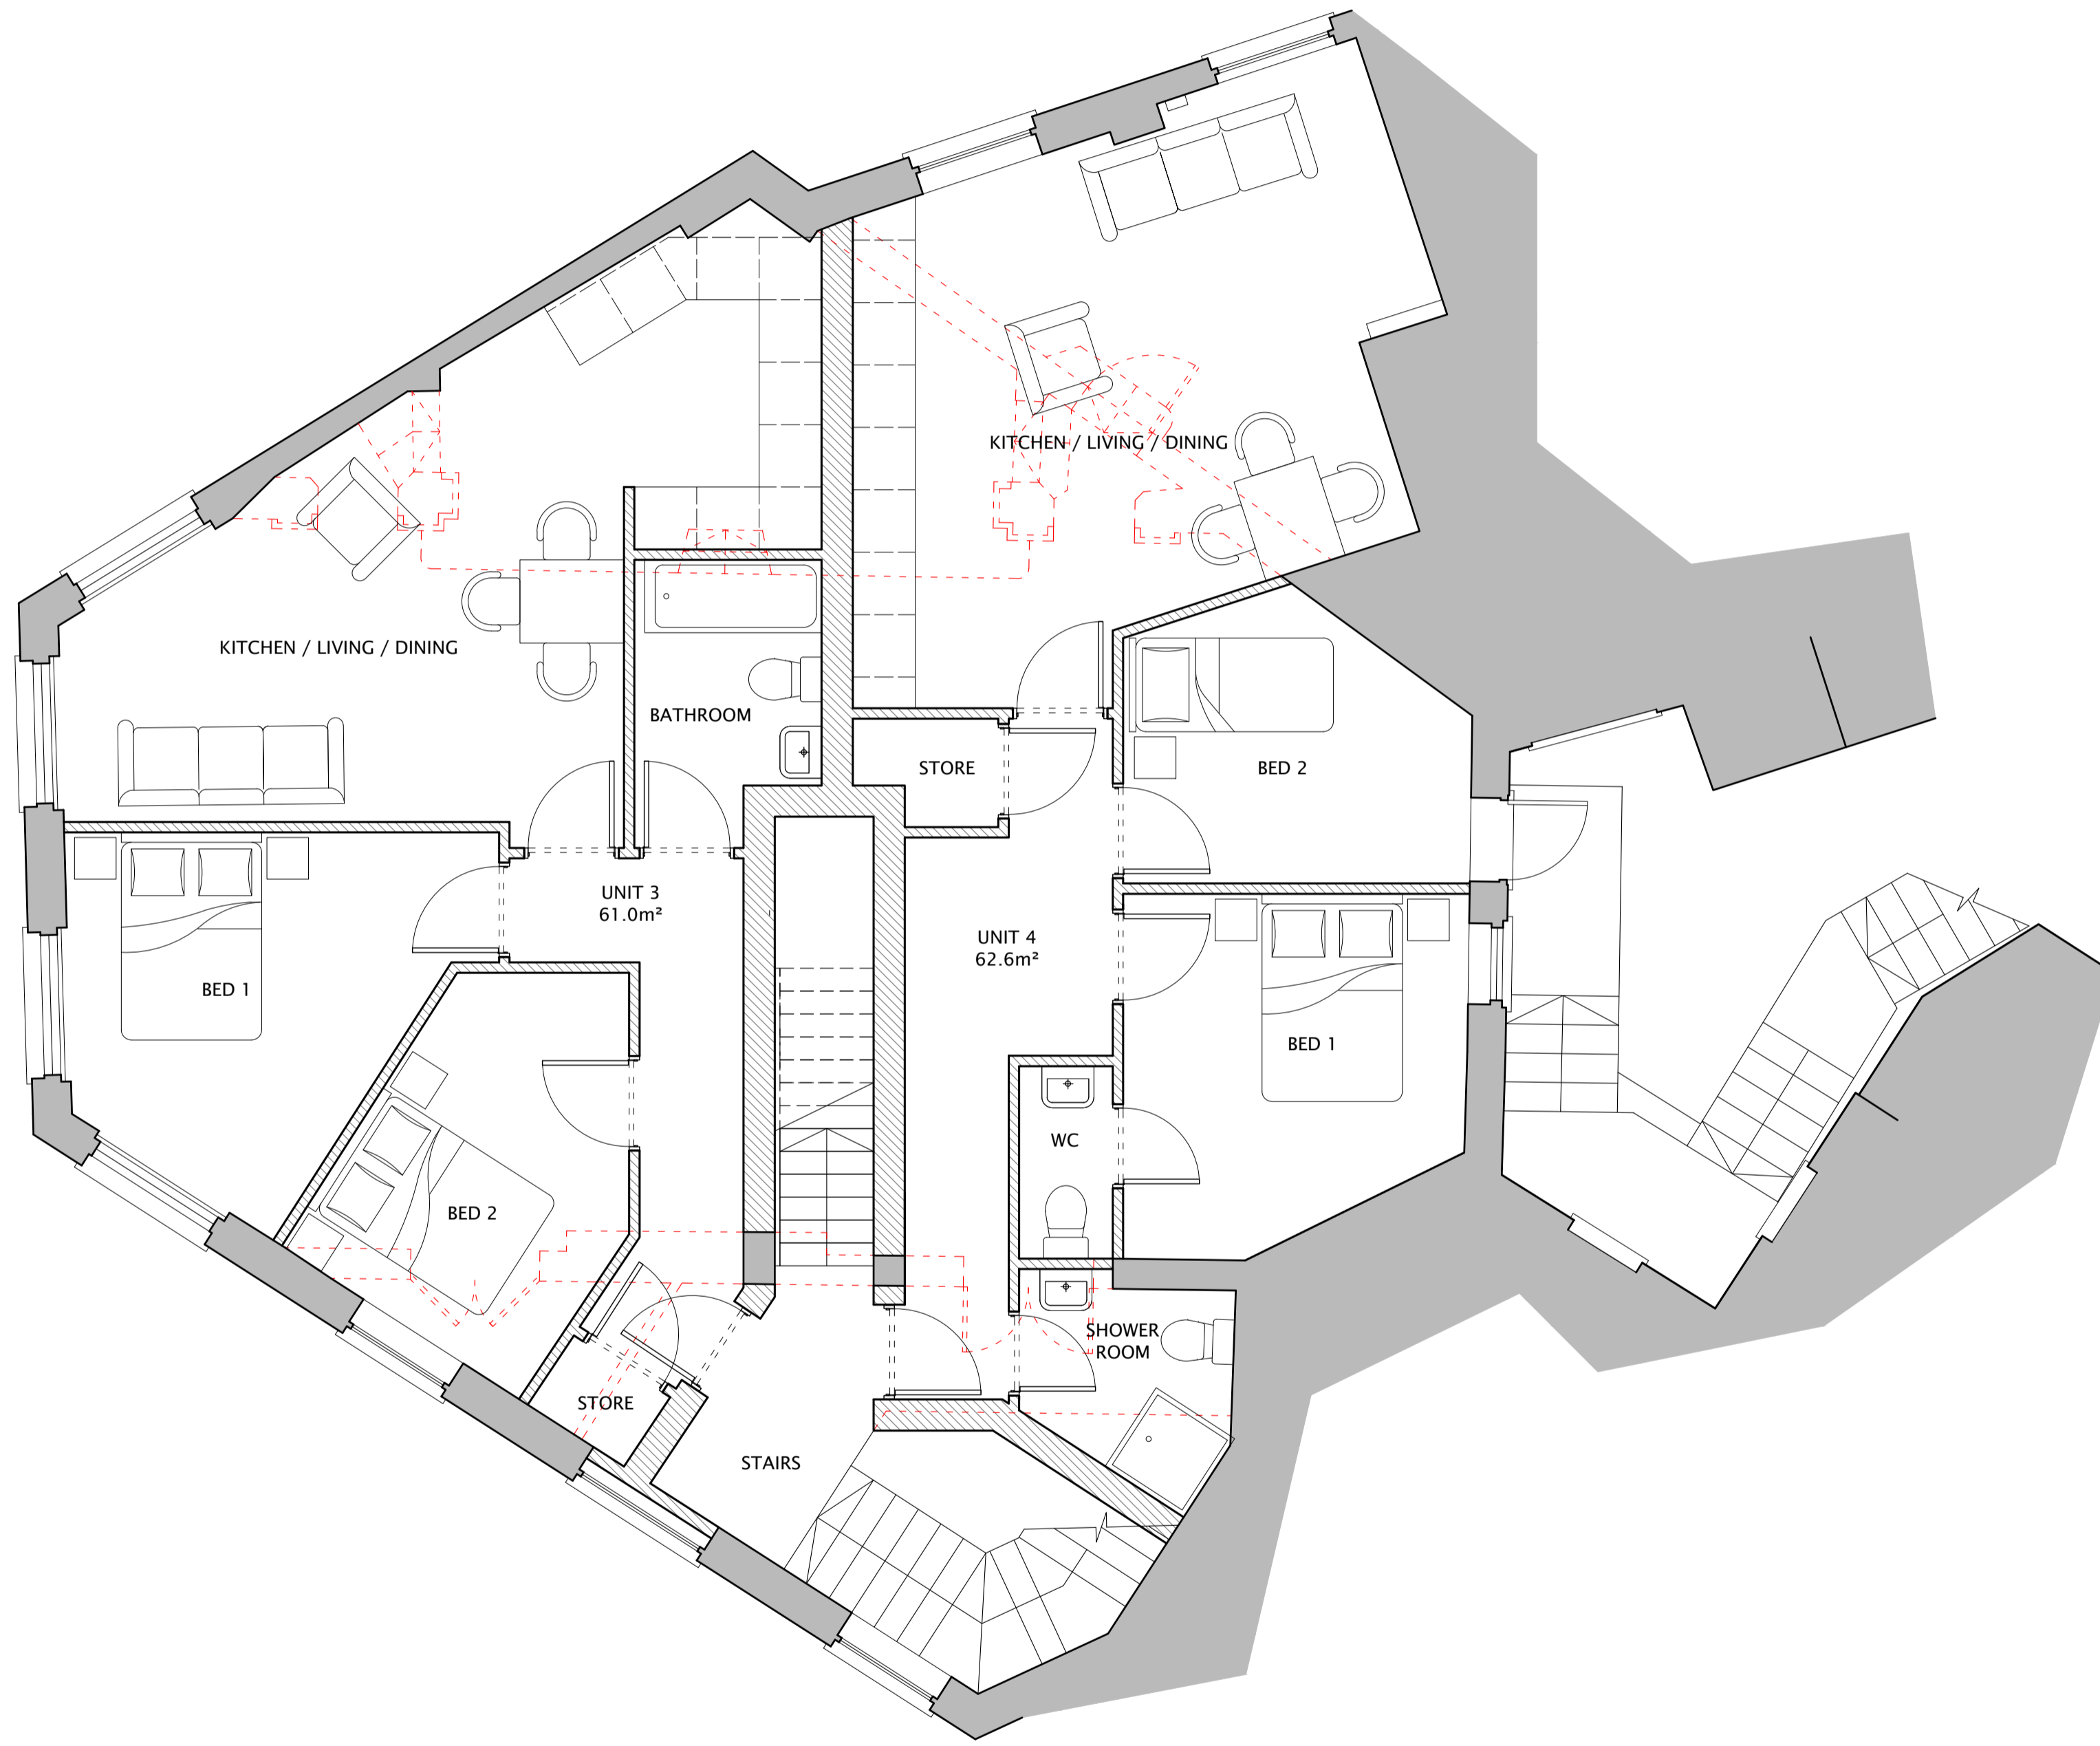 KITCHEN / LIVING / DINING
KITCHEN / LIVING / DINING
BATHROOM
STORE
BED 2
UNIT 3
61.0m²
UNIT 4
62.6m²
BED 1
BED 1
WC
BED 2
SHOWER
ROOM
STORE
STAIRS